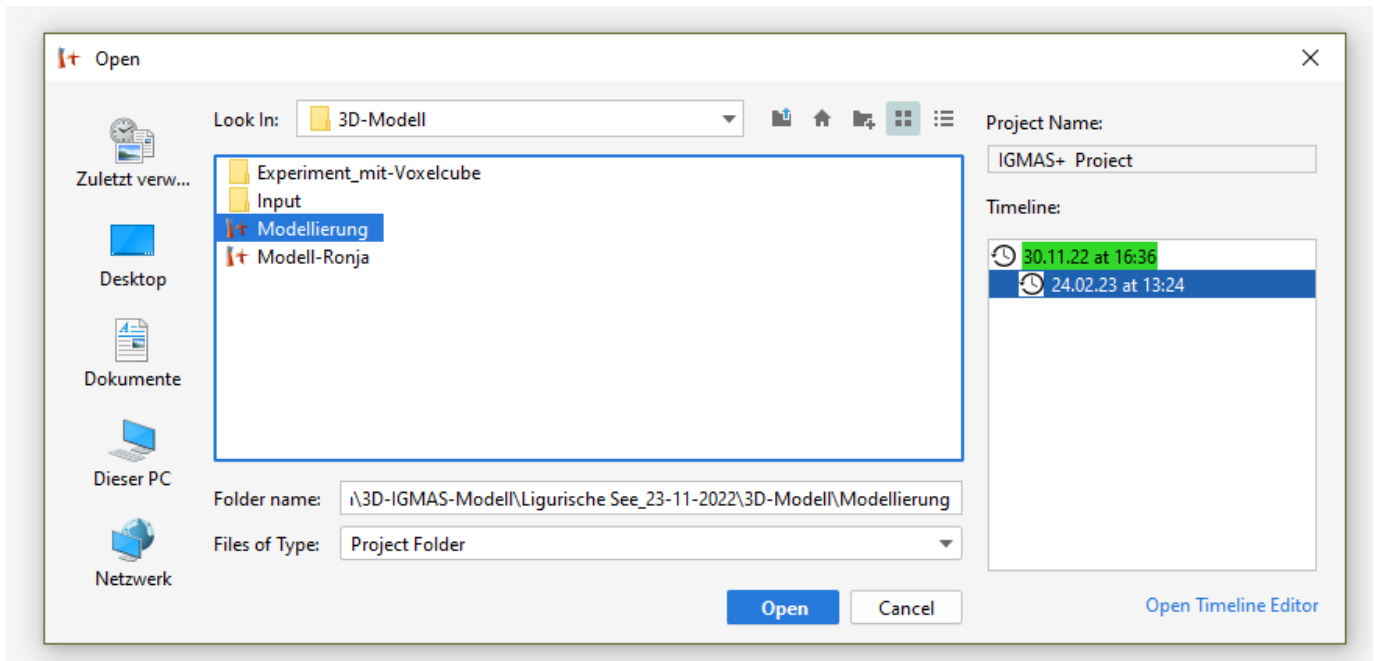 Open
Look In:
3D-Modell
Project Name:
IGMAS+ Project
Zuletzt verw...
Desktop
Dokumente
Dieser PC
Netzwerk
Experiment_mit-Voxelcube
Input
Modellierung
Modell-Ronja
Timeline:
30.11.22 at 16:36
24.02.23 at 13:24
Folder name:
\3D-IGMAS-Modell\Ligurische See_23-11-2022\3D-Modell\Modellierung
Files of Type:
Project Folder
Open
Cancel
Open Timeline Editor